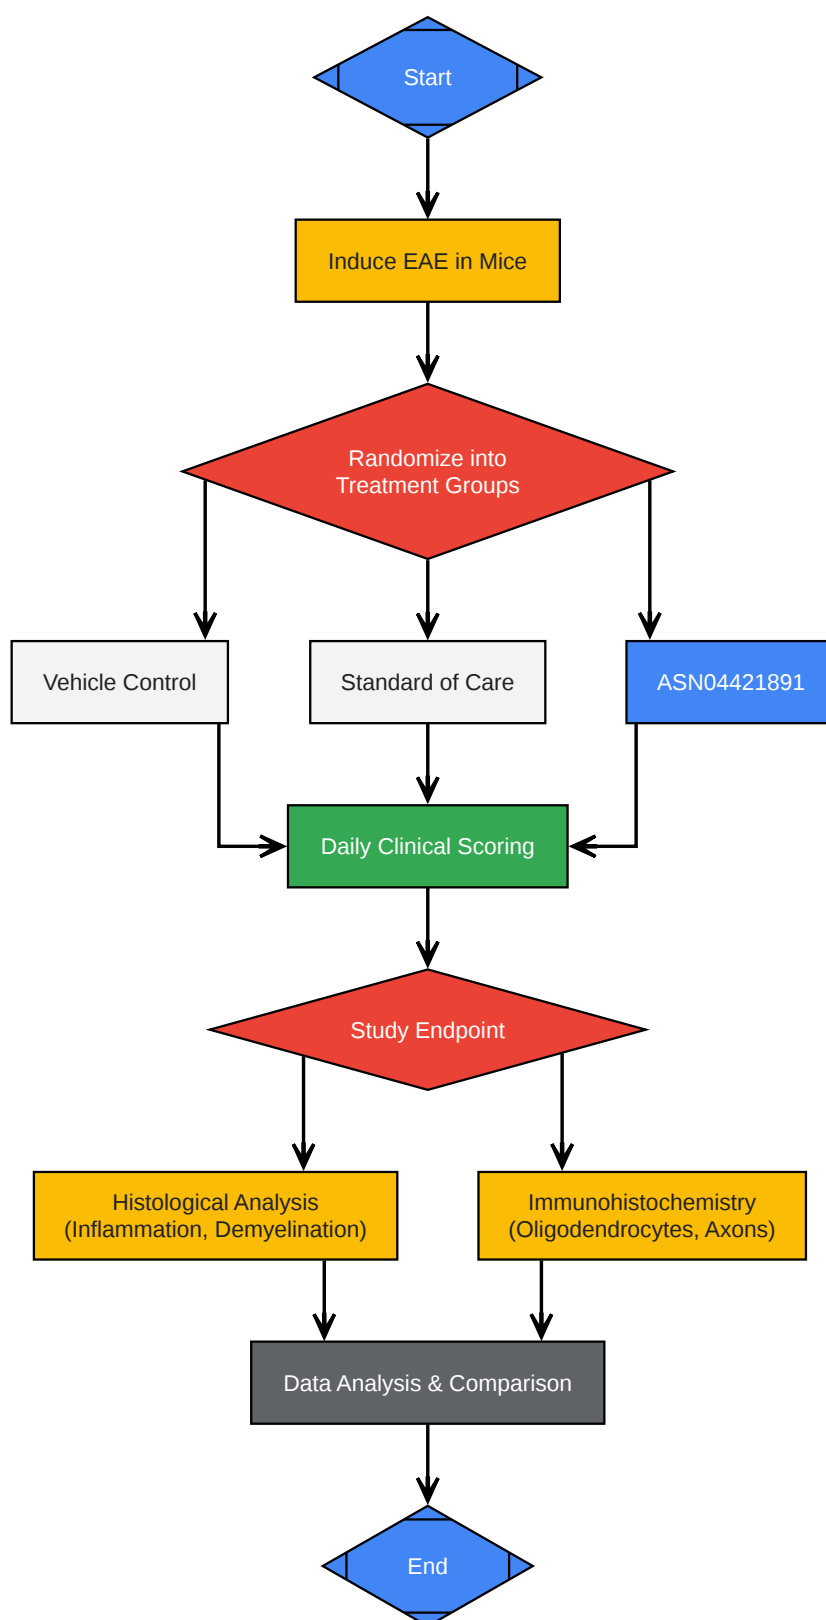 Start
Induce EAE in Mice
Randomize into
Treatment Groups
Vehicle Control
Standard of Care
ASN04421891
Daily Clinical Scoring
Study Endpoint
Histological Analysis
(Inflammation, Demyelination)
Immunohistochemistry
(Oligodendrocytes, Axons)
Data Analysis & Comparison
End